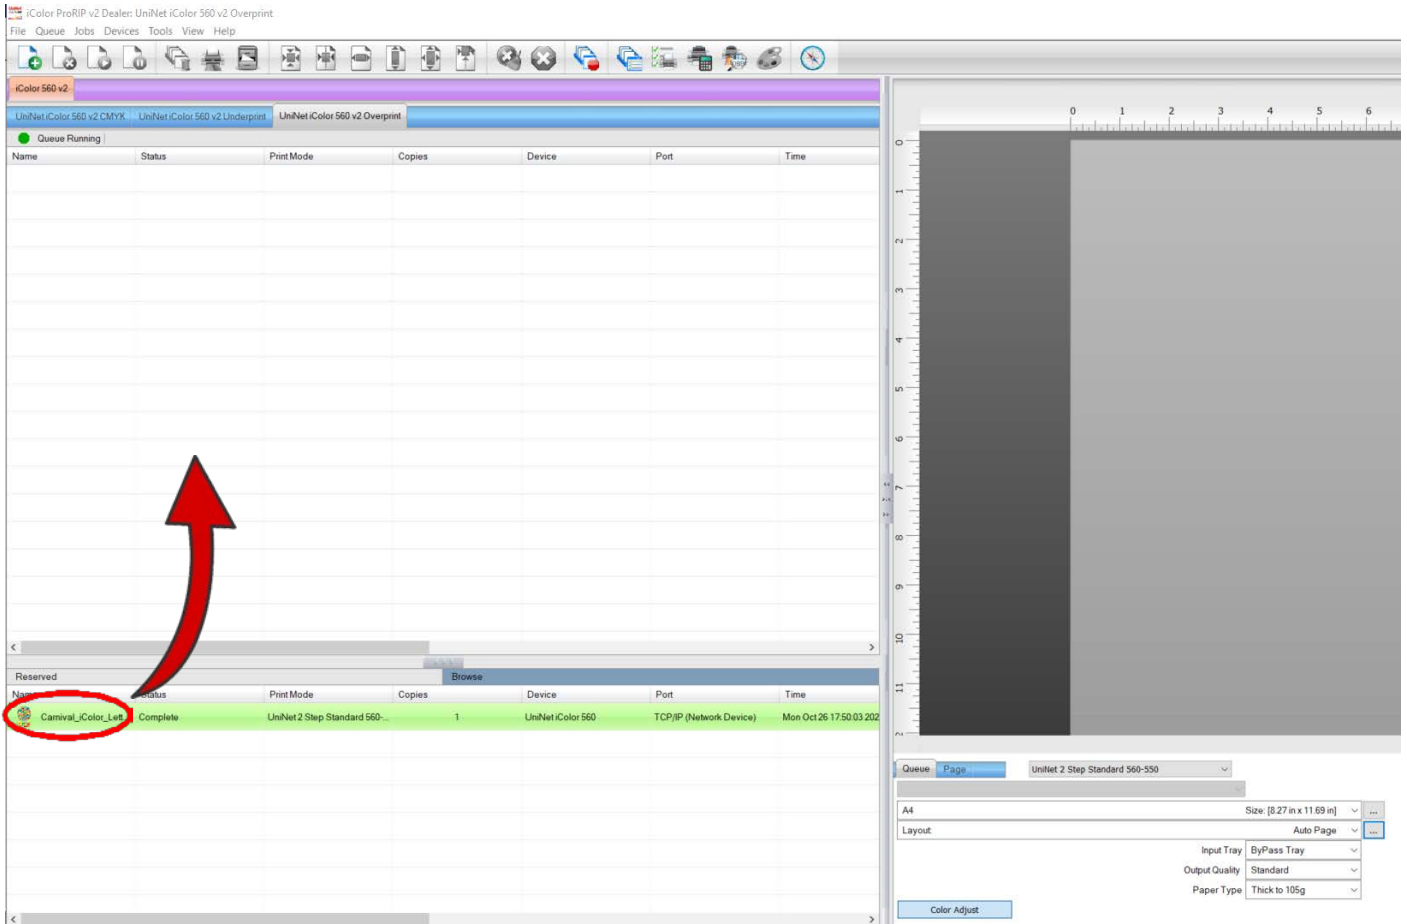 iColor ProRIP v2 Dealer: UniNet iColor 560 v2 Overprint
File Queue Jobs Devices Tools View Help
iColor 560 v2
UniNet iColor 560 v2 CMYK UniNet iColor 560 v2 Underprint UniNet iColor 560 v2 Overprint
Queue Running
Name Status Print Mode Copies Device Port Time
0 1 2 3 4 5 6
0
1
2
3
4
5
6
7
8
9
10
11
Reserved Browse
Status Print Mode Copies Device Port Time
Carnival_iColor_Lett... Complete UniNet 2 Step Standard 560-... 1 UniNet iColor 560 TCP/IP (Network Device) Mon Oct 26 17:50:03 202
Queue Page UniNet 2 Step Standard 560-550
A4 Size: [8.27 in x 11.69 in] ...
Layout Auto Page ...
Input Tray ByPass Tray
Output Quality Standard
Paper Type Thick to 105g
Color Adjust